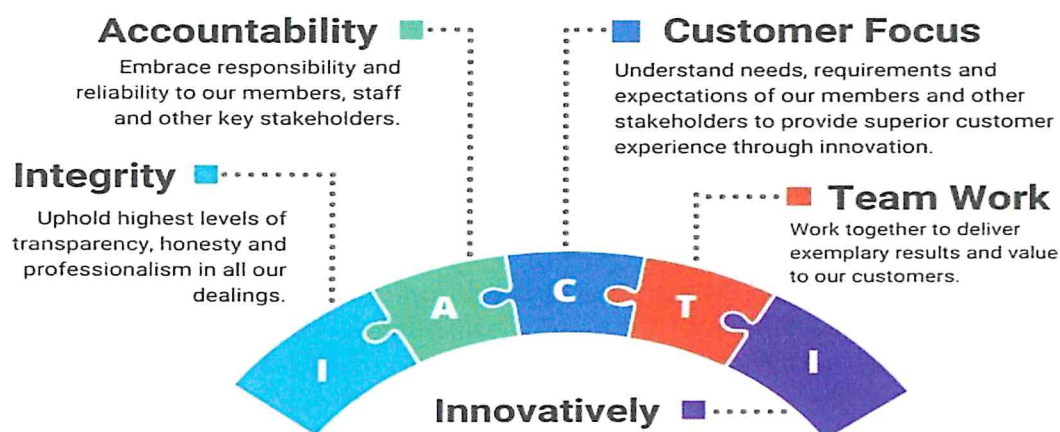 Accountability
Embrace responsibility and
reliability to our members, staff
and other key stakeholders.
Customer Focus
Understand needs, requirements and
expectations of our members and other
stakeholders to provide superior customer
experience through innovation.
Integrity
Uphold highest levels of
transparency, honesty and
professionalism in all our
dealings.
Team Work
Work together to deliver
exemplary results and value
to our customers.
I A C T I
Innovatively